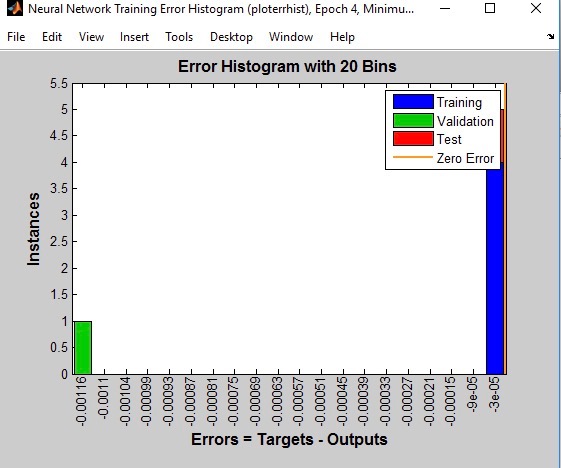 Neural Network Training Error Histogram (ploterrhist), Epoch 4, Minimu...
File Edit View Insert Tools Desktop Window Help
Error Histogram with 20 Bins
5.5
5
4.5
4
3.5
3
2.5
2
1.5
1
0.5
0
Instances
Training
Validation
Test
Zero Error
-0.00116
-0.0011
-0.00104
-0.00099
-0.00093
-0.00087
-0.00081
-0.00075
-0.00069
-0.00063
-0.00057
-0.00051
-0.00045
-0.00039
-0.00033
-0.00027
-0.00021
-0.00015
-9e-05
-3e-05
Errors = Targets - Outputs